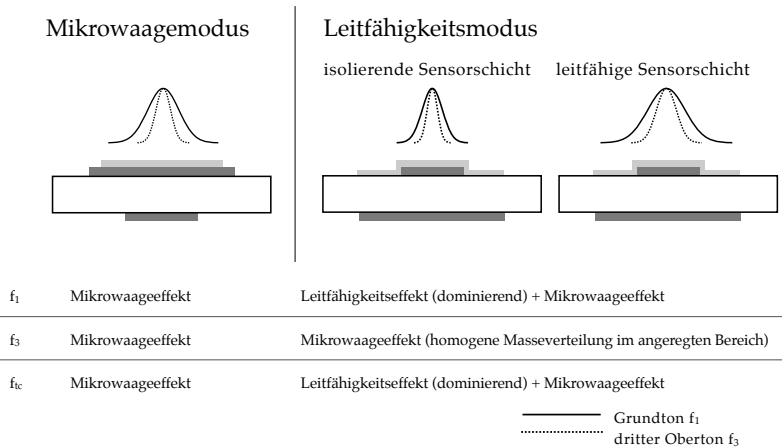 Mikrowaagemodus
Leitfähigkeitsmodus
isolierende Sensorschicht
leitfähige Sensorschicht
f₁ Mikrowaageeffekt Leitfähigkeitseffekt (dominierend) + Mikrowaageeffekt
f₃ Mikrowaageeffekt Mikrowaageeffekt (homogene Masseverteilung im angeregten Bereich)
fₜc Mikrowaageeffekt Leitfähigkeitseffekt (dominierend) + Mikrowaageeffekt
Grundton f₁
dritter Oberton f₃